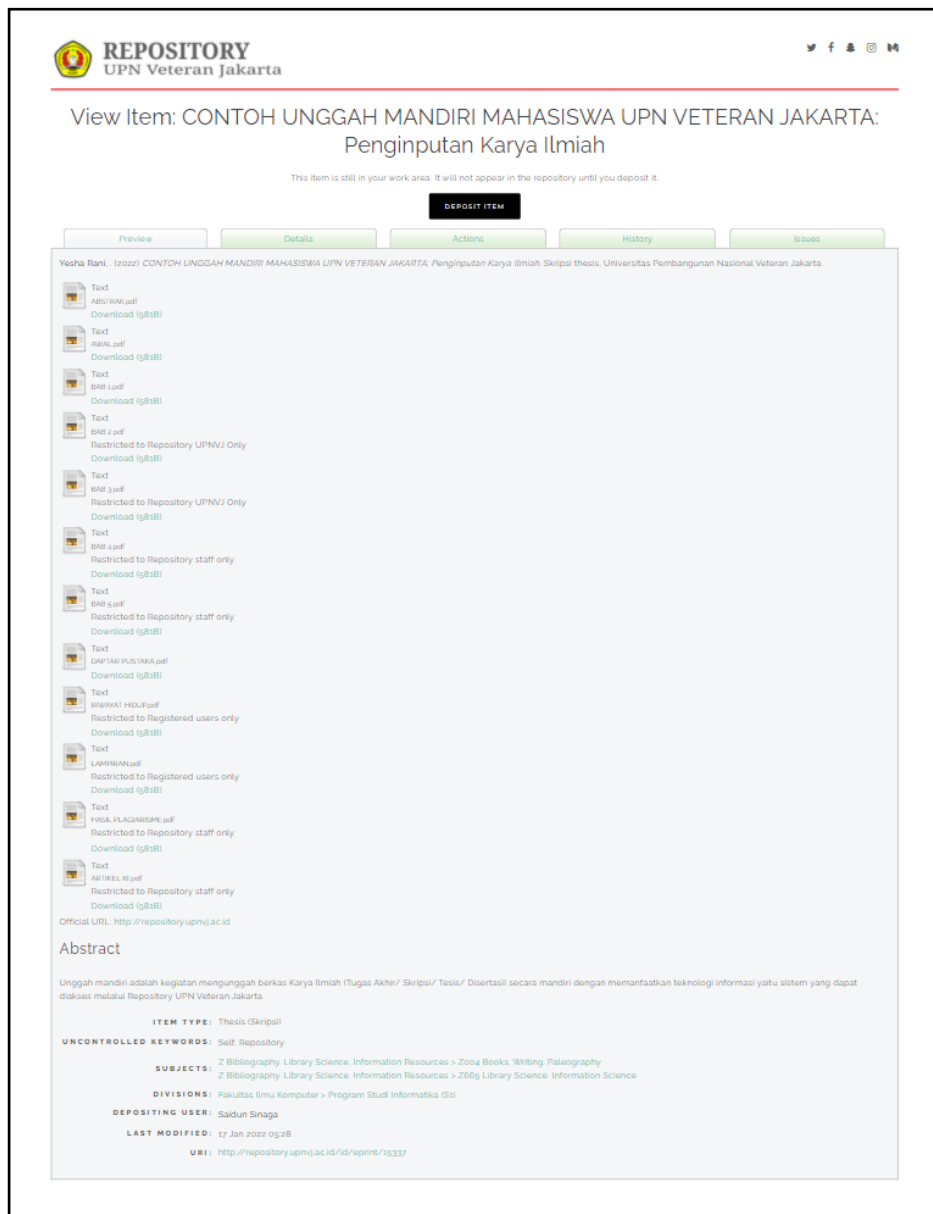 REPOSITORY
UPN Veteran Jakarta
View Item: CONTOH UNGGAH MANDIRI MAHASISWA UPN VETERAN JAKARTA:
Penginputan Karya Ilmiah
This item is still in your work area. It will not appear in the repository until you deposit it.
DEPOSIT ITEM
Preview Details Actions History Issues
Yesha Rani, . (2022) CONTOH UNGGAH MANDIRI MAHASISWA UPN VETERAN JAKARTA: Penginputan Karya Ilmiah. Skripsi thesis, Universitas Pembangunan Nasional Veteran Jakarta.
Text
ABSTRAK.pdf
Download (581B)
Text
AWAL.pdf
Download (581B)
Text
BAB 1.pdf
Download (581B)
Text
BAB 2.pdf
Restricted to Repository UPNVJ Only
Download (581B)
Text
BAB 3.pdf
Restricted to Repository UPNVJ Only
Download (581B)
Text
BAB 4.pdf
Restricted to Repository staff only
Download (581B)
Text
BAB 5.pdf
Restricted to Repository staff only
Download (581B)
Text
DAPTAR PUSTAKA.pdf
Download (581B)
Text
RIWAYAT HIDUP.pdf
Restricted to Registered users only
Download (581B)
Text
LAMPIRAN.pdf
Restricted to Registered users only
Download (581B)
Text
HASIL PLAGIARISME.pdf
Restricted to Repository staff only
Download (581B)
Text
ARTIKEL KI.pdf
Restricted to Repository staff only
Download (581B)
Official URL: http://repository.upnvj.ac.id
Abstract
Unggah mandiri adalah kegiatan mengunggah berkas Karya Ilmiah (Tugas Akhir/ Skripsi/ Tesis/ Disertasi) secara mandiri dengan memanfaatkan teknologi informasi yaitu sistem yang dapat
diakses melalui Repository UPN Veteran Jakarta.
ITEM TYPE: Thesis (Skripsi)
UNCONTROLLED KEYWORDS: Self, Repository
SUBJECTS: Z Bibliography. Library Science. Information Resources > Z004 Books. Writing. Paleography
Z Bibliography. Library Science. Information Resources > Z665 Library Science. Information Science
DIVISIONS: Fakultas Ilmu Komputer > Program Studi Informatika (S1)
DEPOSITING USER: Saidun Sinaga
LAST MODIFIED: 17 Jan 2022 05:28
URI: http://repository.upnvj.ac.id/id/eprint/15337